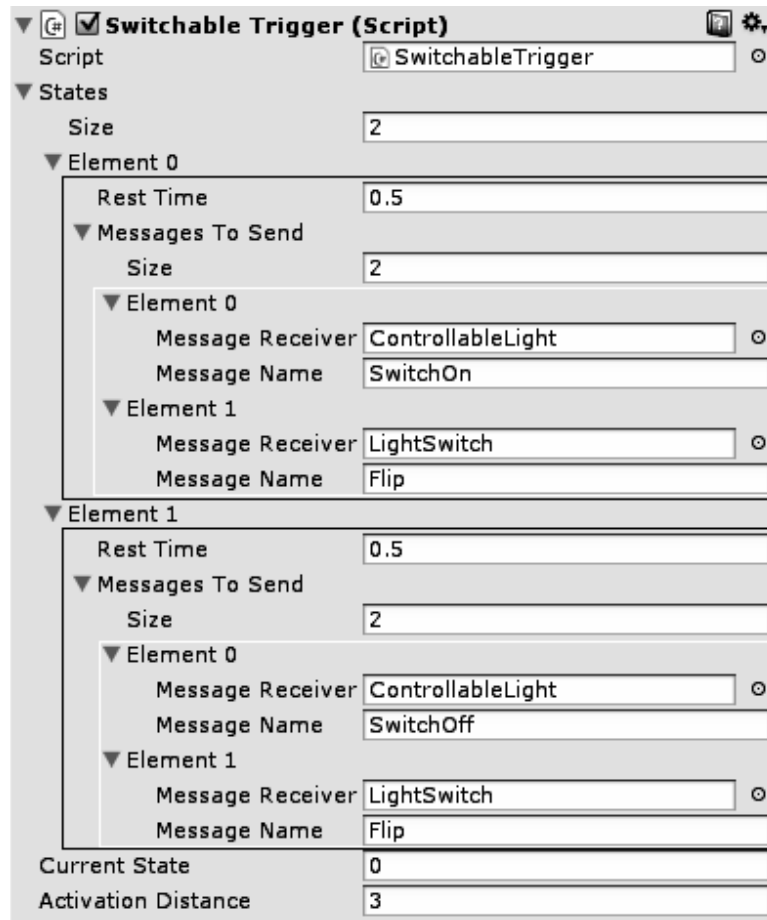 Switchable Trigger (Script)
Script SwitchableTrigger
States
Size 2
Element 0
Rest Time 0.5
Messages To Send
Size 2
Element 0
Message Receiver ControllableLight
Message Name SwitchOn
Element 1
Message Receiver LightSwitch
Message Name Flip
Element 1
Rest Time 0.5
Messages To Send
Size 2
Element 0
Message Receiver ControllableLight
Message Name SwitchOff
Element 1
Message Receiver LightSwitch
Message Name Flip
Current State 0
Activation Distance 3